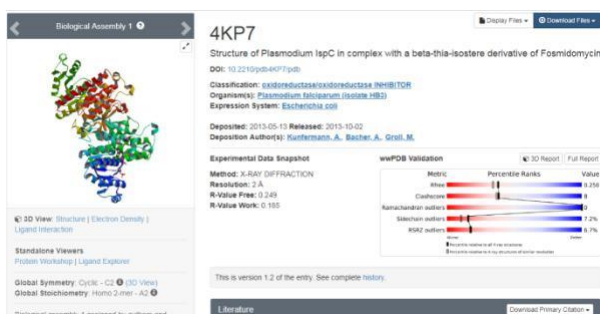 Biological Assembly 1
Display Files
Download Files
4KP7
Structure of Plasmodium IspC in complex with a beta-thia-isostere derivative of Fosmidomycin
DOI: 10.2210/pdb4KP7/pdb
Classification: oxidoreductase/oxidoreductase INHIBITOR
Organism(s): Plasmodium falciparum (isolate HB3)
Expression System: Escherichia coli
Deposited: 2013-05-13 Released: 2013-10-02
Deposition Author(s): Kunfermann, A., Bacher, A., Groll, M.
Experimental Data Snapshot
Method: X-RAY DIFFRACTION
Resolution: 2 Å
R-Value Free: 0.249
R-Value Work: 0.165
wwPDB Validation
3D Report
Full Report
Metric Percentile Ranks Value
Rfree 0.250
Clashscore
Ramachandran outliers 0
Sidechain outliers 7.2%
RSRZ outliers 6.7%
3D View: Structure | Electron Density |
Ligand Interaction
Standalone Viewers
Protein Workshop | Ligand Explorer
Global Symmetry: Cyclic - C2 (3D View)
Global Stoichiometry: Homo 2-mer - A2
This is version 1.2 of the entry. See complete history.
Literature
Download Primary Citation